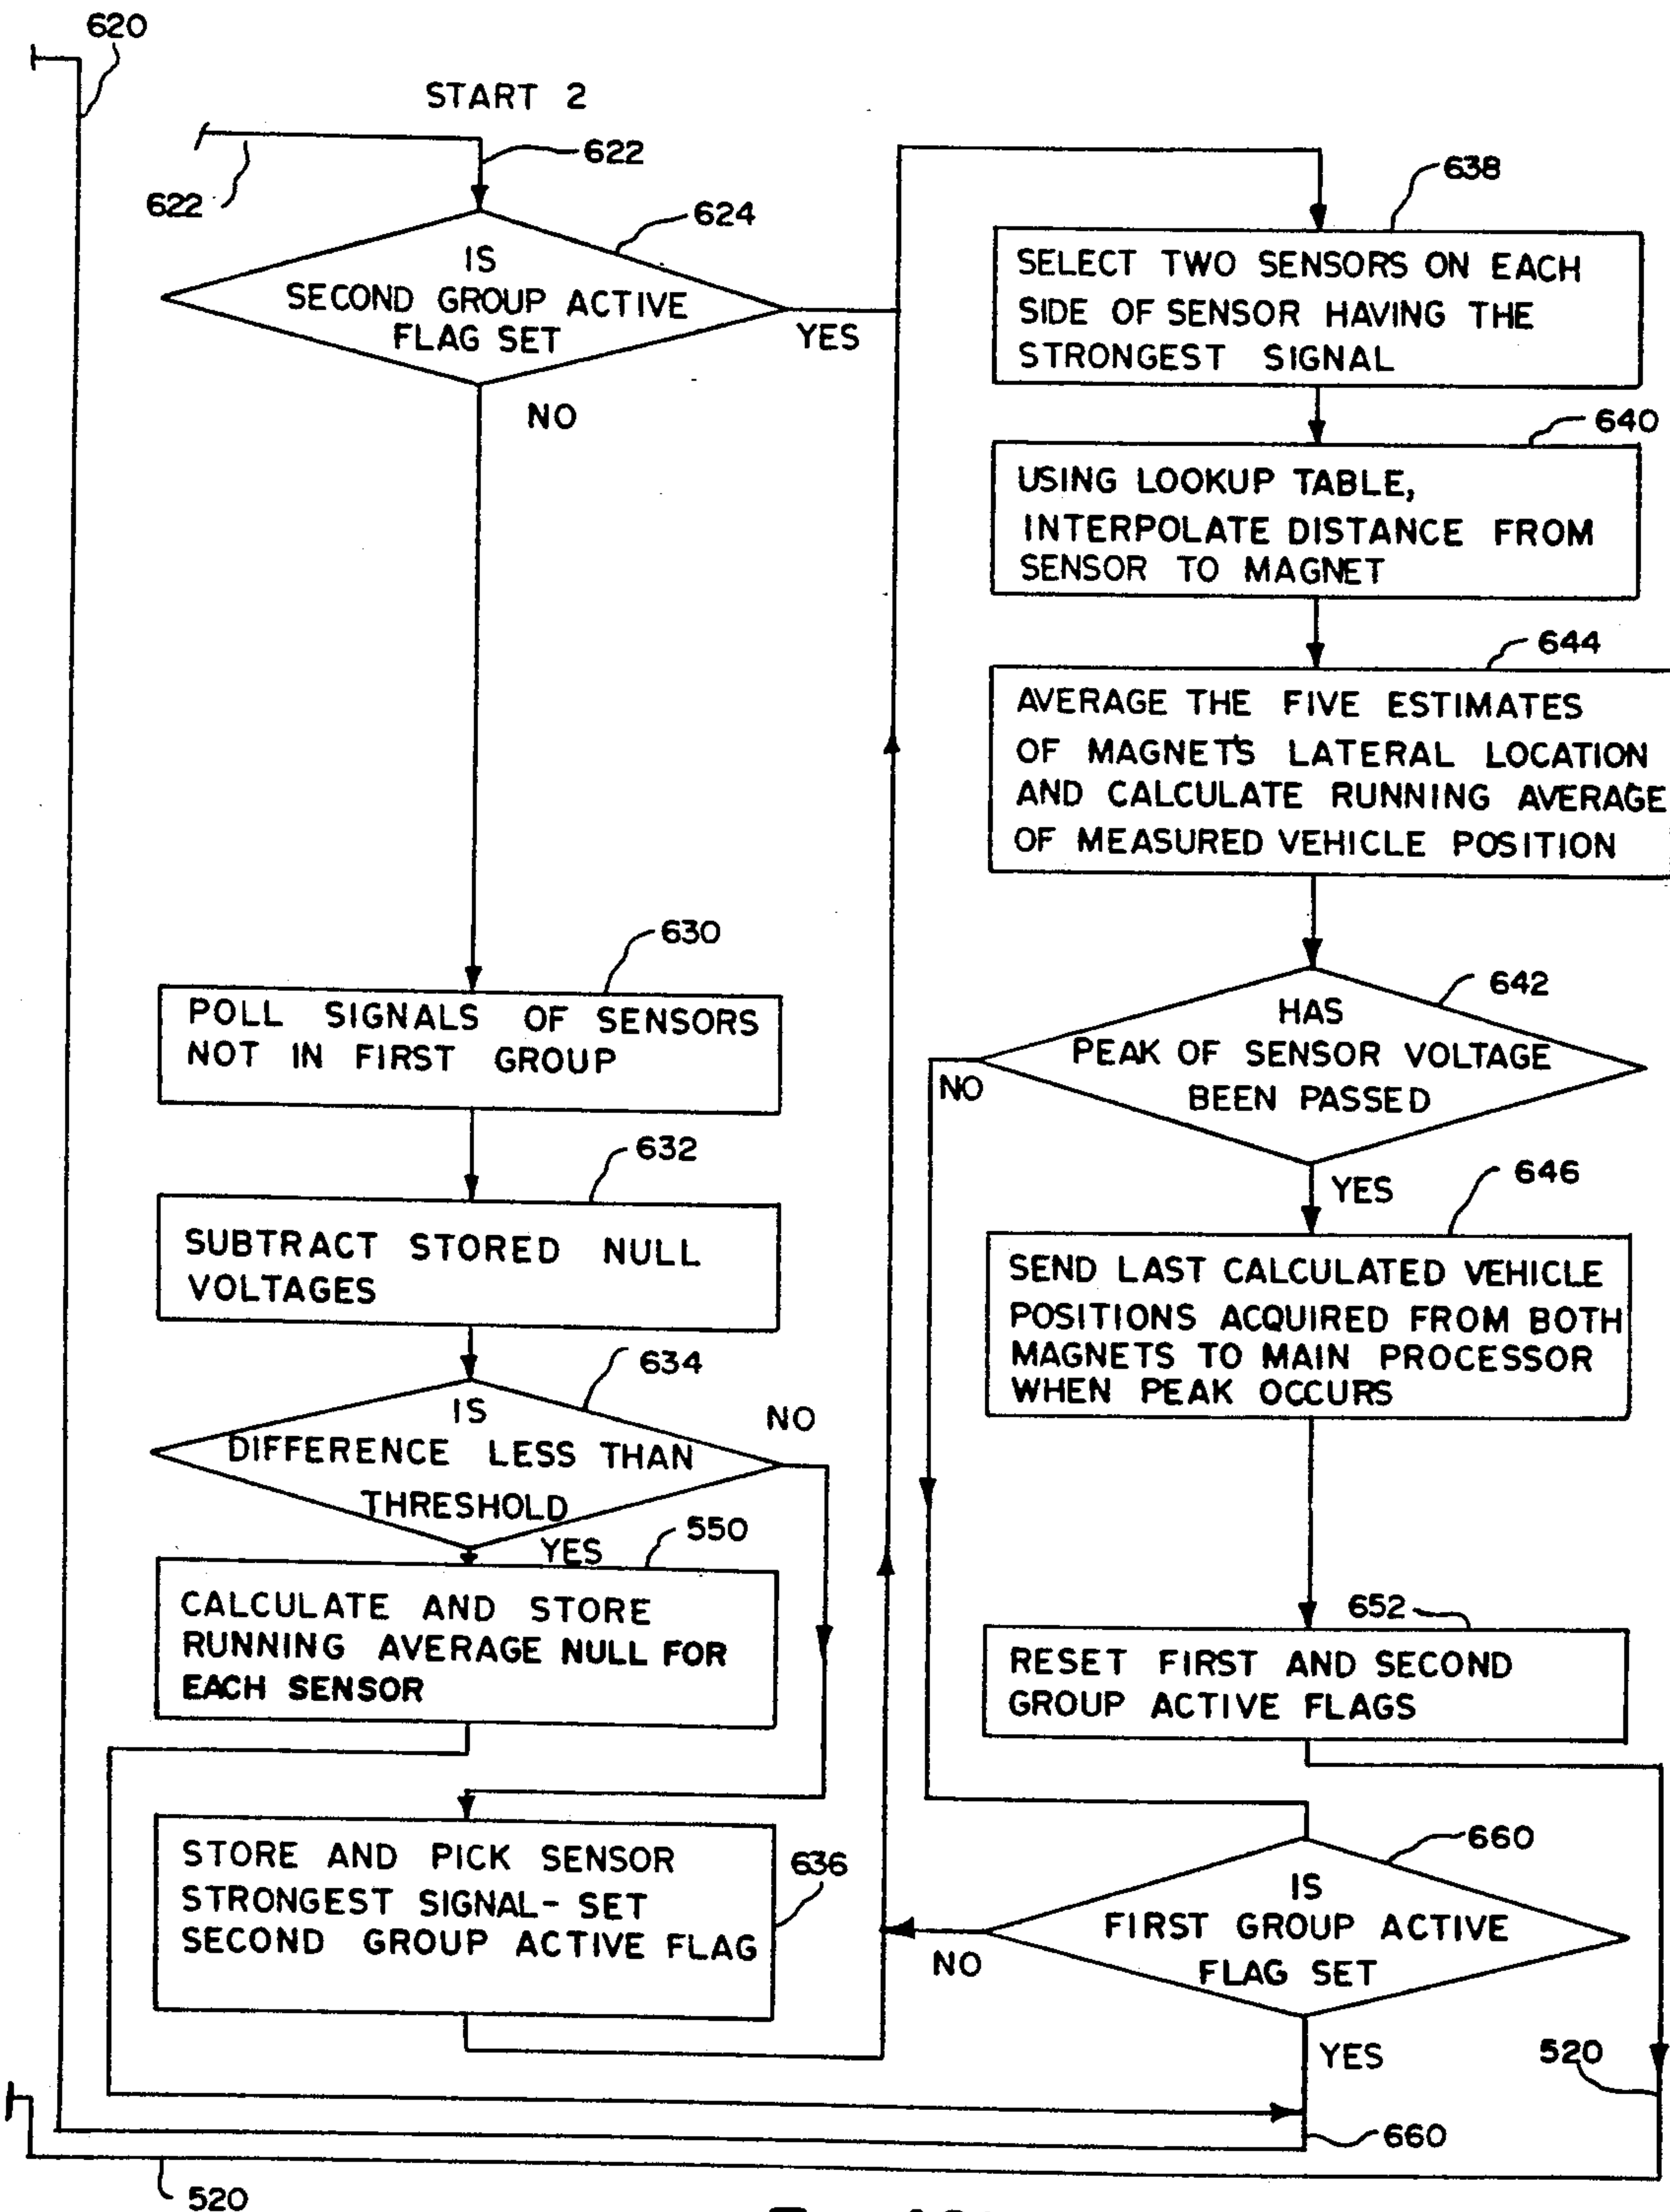 620
START 2
622
622
624
IS
SECOND GROUP ACTIVE
FLAG SET
YES
NO
630
POLL SIGNALS OF SENSORS
NOT IN FIRST GROUP
632
SUBTRACT STORED NULL
VOLTAGES
634
IS
DIFFERENCE LESS THAN
THRESHOLD
NO
YES
550
CALCULATE AND STORE
RUNNING AVERAGE NULL FOR
EACH SENSOR
STORE AND PICK SENSOR
STRONGEST SIGNAL- SET
SECOND GROUP ACTIVE FLAG
636
638
SELECT TWO SENSORS ON EACH
SIDE OF SENSOR HAVING THE
STRONGEST SIGNAL
640
USING LOOKUP TABLE,
INTERPOLATE DISTANCE FROM
SENSOR TO MAGNET
644
AVERAGE THE FIVE ESTIMATES
OF MAGNET'S LATERAL LOCATION
AND CALCULATE RUNNING AVERAGE
OF MEASURED VEHICLE POSITION
642
HAS
PEAK OF SENSOR VOLTAGE
BEEN PASSED
NO
YES
646
SEND LAST CALCULATED VEHICLE
POSITIONS ACQUIRED FROM BOTH
MAGNETS TO MAIN PROCESSOR
WHEN PEAK OCCURS
652
RESET FIRST AND SECOND
GROUP ACTIVE FLAGS
660
IS
FIRST GROUP ACTIVE
FLAG SET
NO
YES
520
660
520